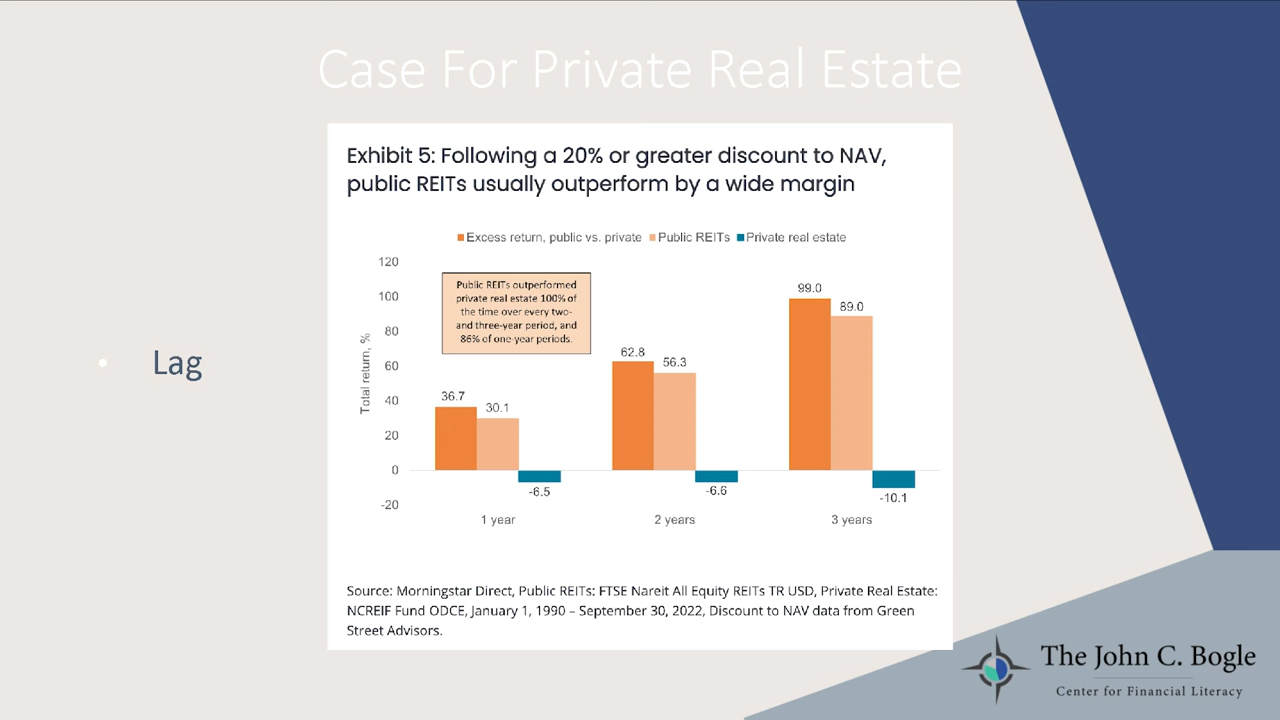 Case For Private Real Estate
Exhibit 5: Following a 20% or greater discount to NAV,
public REITs usually outperform by a wide margin
Excess return, public vs. private Public REITs Private real estate
Total return, %
120
100
80
60
40
20
0
-20
Public REITs outperformed
private real estate 100% of
the time over every two-
and three-year period, and
86% of one-year periods.
36.7
30.1
-6.5
62.8
56.3
-6.6
99.0
89.0
-10.1
1 year
2 years
3 years
• Lag
Source: Morningstar Direct, Public REITs: FTSE Nareit All Equity REITs TR USD, Private Real Estate:
NCREIF Fund ODCE, January 1, 1990 – September 30, 2022, Discount to NAV data from Green
Street Advisors.
The John C. Bogle
Center for Financial Literacy